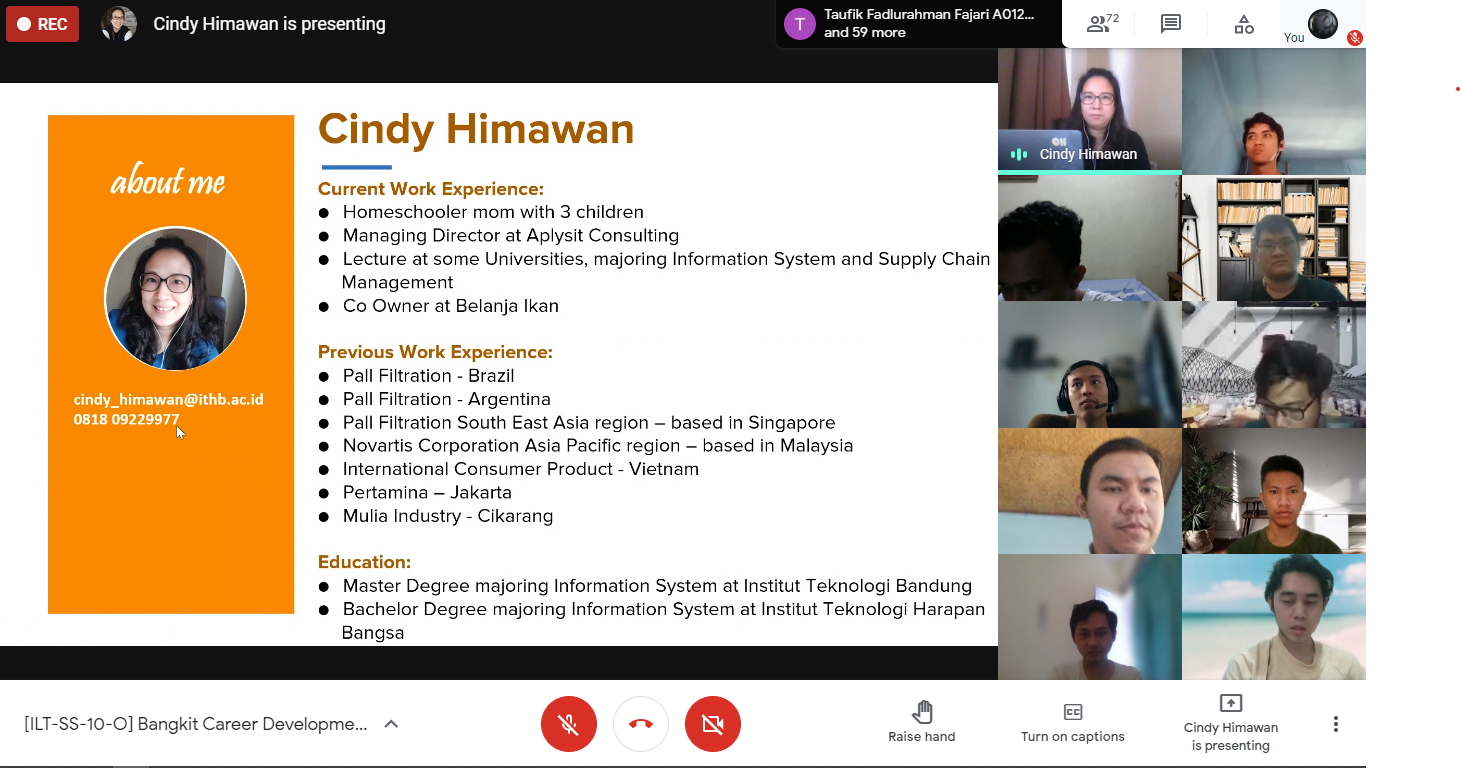 REC
Cindy Himawan is presenting
T
Taufik Fadlurahman Fajari A012...
and 59 more
72
You
about me
cindy_himawan@ithb.ac.id
0818 09229977
Cindy Himawan
Current Work Experience:
● Homeschooler mom with 3 children
● Managing Director at Aplysit Consulting
● Lecture at some Universities, majoring Information System and Supply Chain
Management
● Co Owner at Belanja Ikan
Previous Work Experience:
● Pall Filtration - Brazil
● Pall Filtration - Argentina
● Pall Filtration South East Asia region – based in Singapore
● Novartis Corporation Asia Pacific region – based in Malaysia
● International Consumer Product - Vietnam
● Pertamina – Jakarta
● Mulia Industry - Cikarang
Education:
● Master Degree majoring Information System at Institut Teknologi Bandung
● Bachelor Degree majoring Information System at Institut Teknologi Harapan
Bangsa
Cindy Himawan
[ILT-SS-10-O] Bangkit Career Developme...
Raise hand
Turn on captions
Cindy Himawan
is presenting